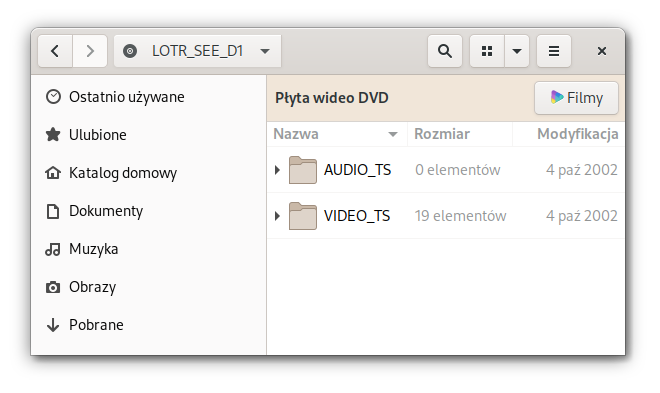 LOTR_SEE_D1
Ostatnio używane
Ulubione
Katalog domowy
Dokumenty
Muzyka
Obrazy
Pobrane
Płyta wideo DVD Filmy
Nazwa Rozmiar Modyfikacja
AUDIO_TS 0 elementów 4 paź 2002
VIDEO_TS 19 elementów 4 paź 2002